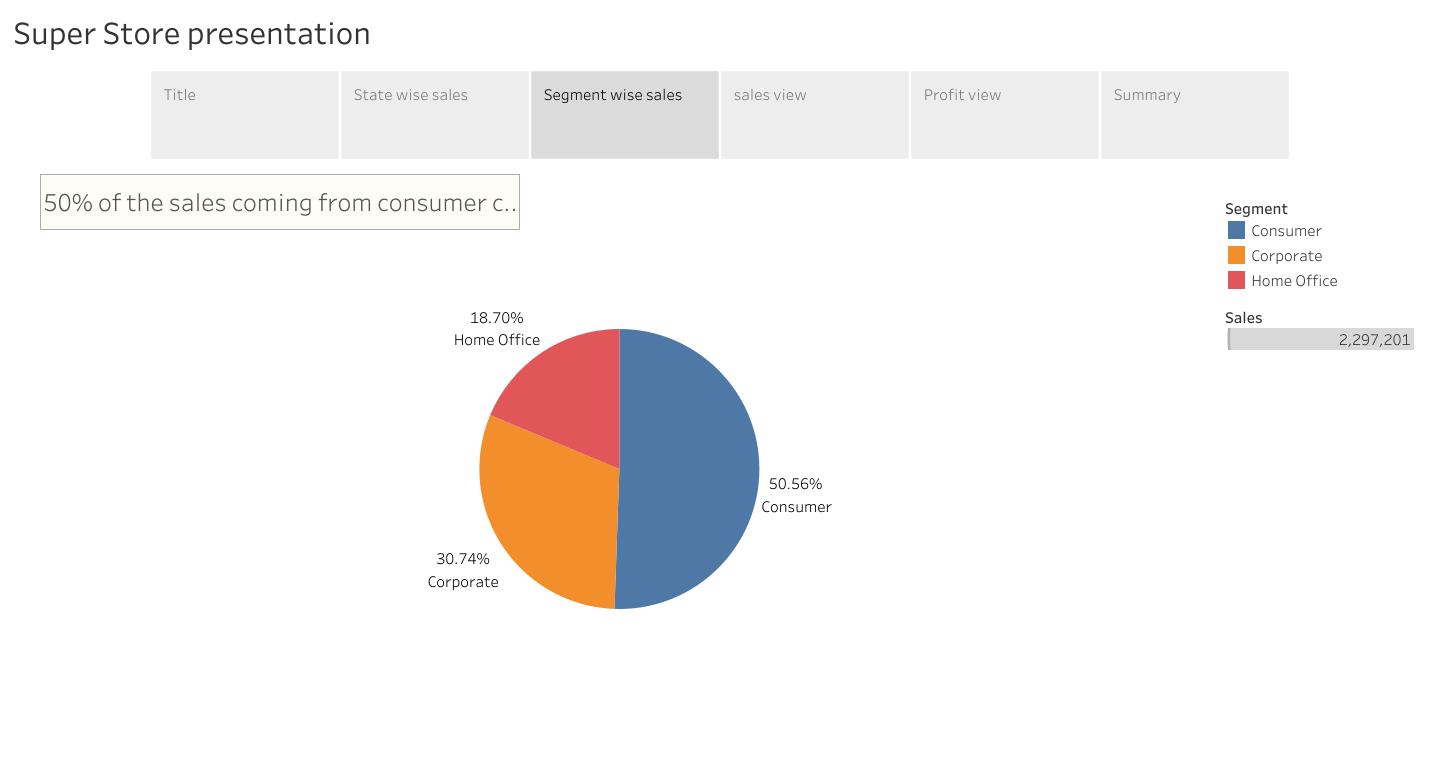 Super Store presentation
Title
State wise sales
Segment wise sales
sales view
Profit view
Summary
50% of the sales coming from consumer c..
Segment
Consumer
Corporate
Home Office
Sales
2,297,201
18.70%
Home Office
50.56%
Consumer
30.74%
Corporate